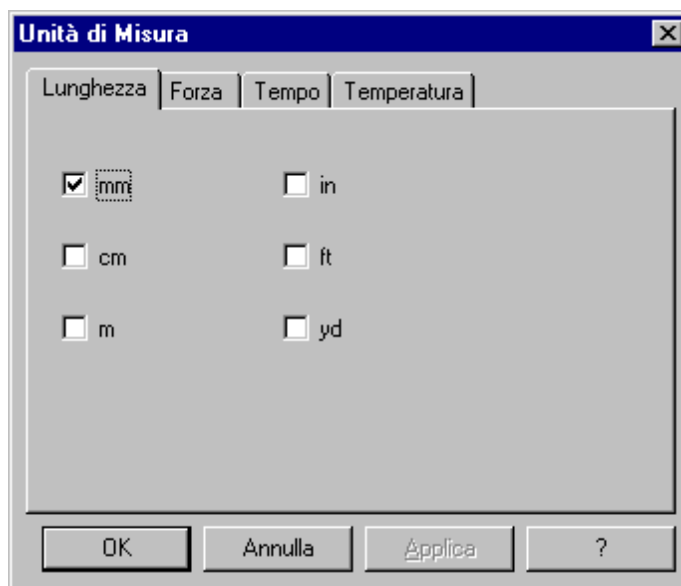 Unità di Misura
Lunghezza Forza Tempo Temperatura
mm in
cm ft
m yd
OK Annulla Applica ?